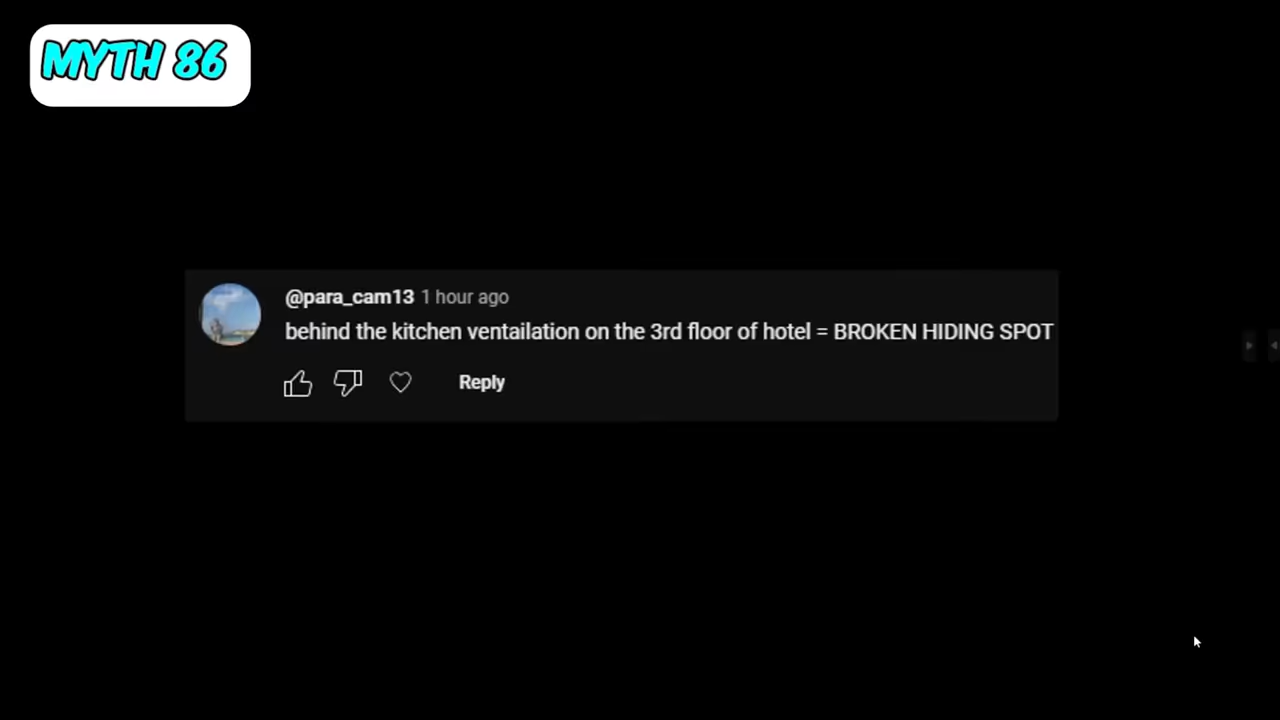 MYTH 86
@para_cam13 1 hour ago
behind the kitchen ventailation on the 3rd floor of hotel = BROKEN HIDING SPOT
Reply